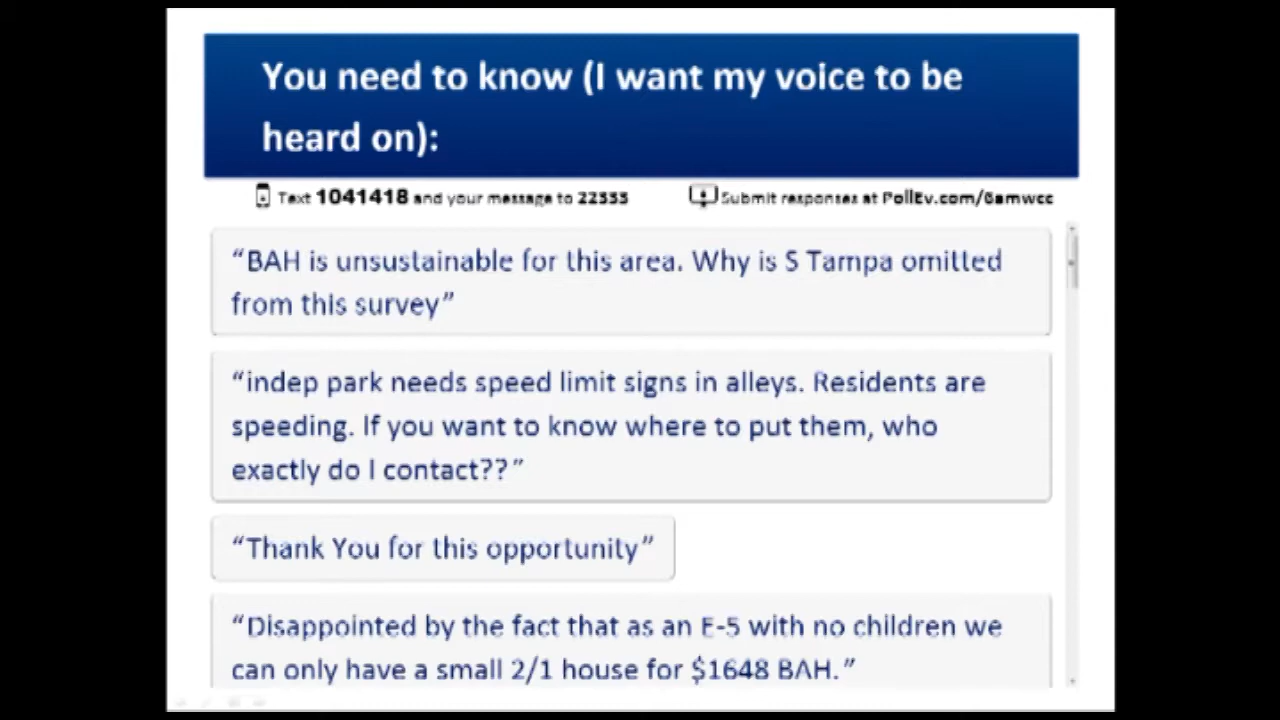 You need to know (I want my voice to be
heard on):
Text 1041418 and your message to 22333
Submit responses at PollEv.com/6amwcc
“BAH is unsustainable for this area. Why is S Tampa omitted
from this survey”
“indep park needs speed limit signs in alleys. Residents are
speeding. If you want to know where to put them, who
exactly do I contact??”
“Thank You for this opportunity”
“Disappointed by the fact that as an E-5 with no children we
can only have a small 2/1 house for $1648 BAH.”